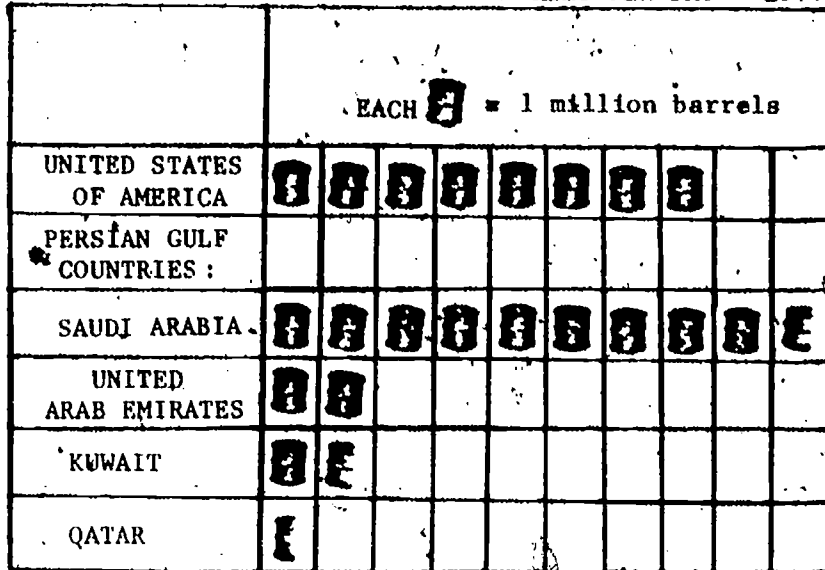 EACH = 1 million barrels
UNITED STATES
OF AMERICA
PERSIAN GULF
COUNTRIES:
SAUDI ARABIA
UNITED
ARAB EMIRATES
KUWAIT
QATAR